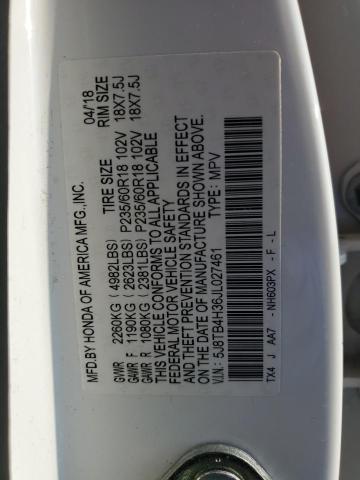 MFD.BY HONDA OF AMERICA MFG.,INC. 04/18
TIRE SIZE RIM SIZE
GVWR 2260KG ( 4982LBS)
GAWR F 1190KG ( 2623LBS) P235/60R18 102V 18X7.5J
GAWR R 1080KG ( 2381LBS) P235/60R18 102V 18X7.5J
THIS VEHICLE CONFORMS TO ALL APPLICABLE
FEDERAL MOTOR VEHICLE SAFETY
AND THEFT PREVENTION STANDARDS IN EFFECT
ON THE DATE OF MANUFACTURE SHOWN ABOVE.
V.I.N.: 5J8TB4H36JL027461 TYPE: MPV
TX4 J AA7 - NH603PX - F - L